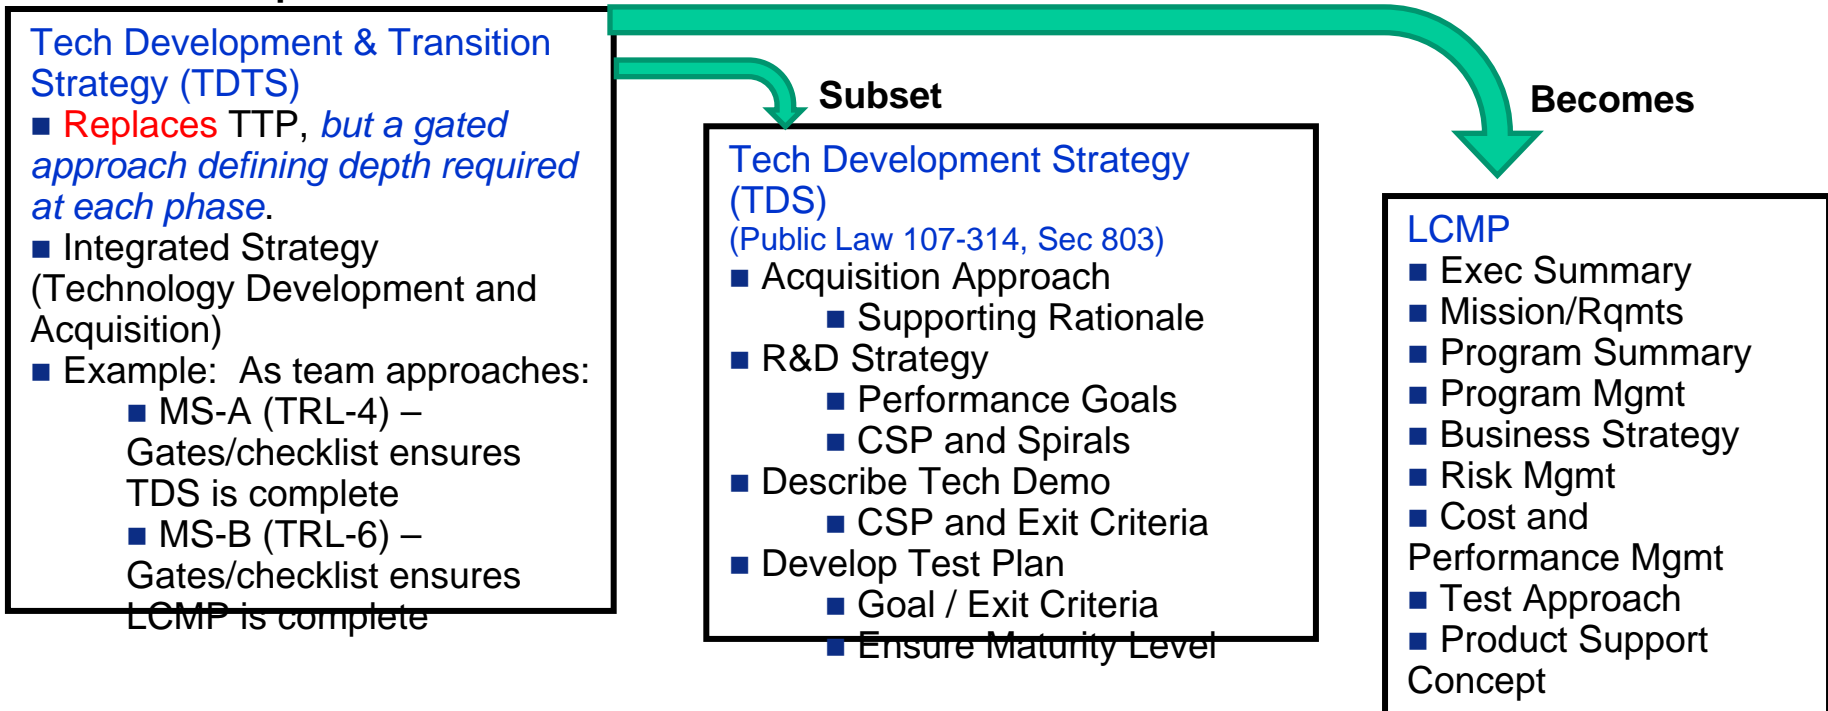 Tech Development & Transition
Strategy (TDTS)
■ Replaces TTP, but a gated
approach defining depth required
at each phase.
■ Integrated Strategy
(Technology Development and
Acquisition)
■ Example: As team approaches:
■ MS-A (TRL-4) –
Gates/checklist ensures
TDS is complete
■ MS-B (TRL-6) –
Gates/checklist ensures
LCMP is complete
Subset
Tech Development Strategy
(TDS)
(Public Law 107-314, Sec 803)
■ Acquisition Approach
■ Supporting Rationale
■ R&D Strategy
■ Performance Goals
■ CSP and Spirals
■ Describe Tech Demo
■ CSP and Exit Criteria
■ Develop Test Plan
■ Goal / Exit Criteria
■ Ensure Maturity Level
Becomes
LCMP
■ Exec Summary
■ Mission/Rqmts
■ Program Summary
■ Program Mgmt
■ Business Strategy
■ Risk Mgmt
■ Cost and
Performance Mgmt
■ Test Approach
■ Product Support
Concept